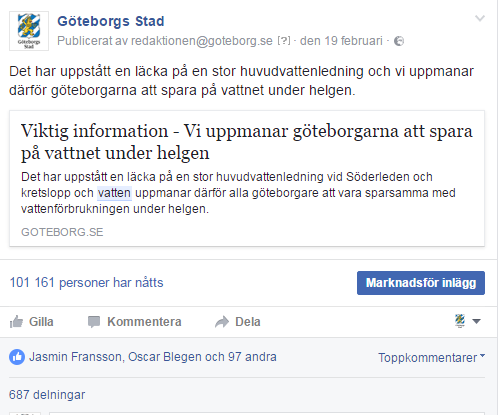 Göteborgs Stad
Göteborgs Stad
Publicerat av redaktionen@goteborg.se [?] · den 19 februari ·
Det har uppstått en läcka på en stor huvudvattenledning och vi uppmanar
därför göteborgarna att spara på vattnet under helgen.
Viktig information - Vi uppmanar göteborgarna att spara
på vattnet under helgen
Det har uppstått en läcka på en stor huvudvattenledning vid Söderleden och
kretslopp och vatten uppmanar därför alla göteborgare att vara sparsamma med
vattenförbrukningen under helgen.
GOTEBORG.SE
101 161 personer har nåtts
Marknadsför inlägg
Gilla Kommentera Dela
Jasmin Fransson, Oscar Blegen och 97 andra Toppkommentarer
687 delningar